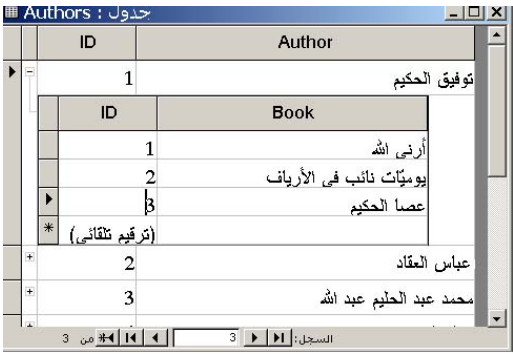 جدول : Authors
ID Author
1 توفيق الحكيم
ID Book
1 أرنى الله
2 يوميّات نائب فى الأرياف
3 عصا الحكيم
(ترقيم تلقائي)
2 عباس العقاد
3 محمد عبد الحليم عبد الله
السجل: 3 من 3